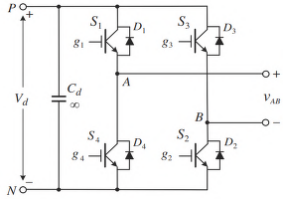 P + S1 D1 S3 D3
g1 g3
Vd Cd ∞ A + vAB
B −
S4 D4 S2 D2
g4 g2
N −